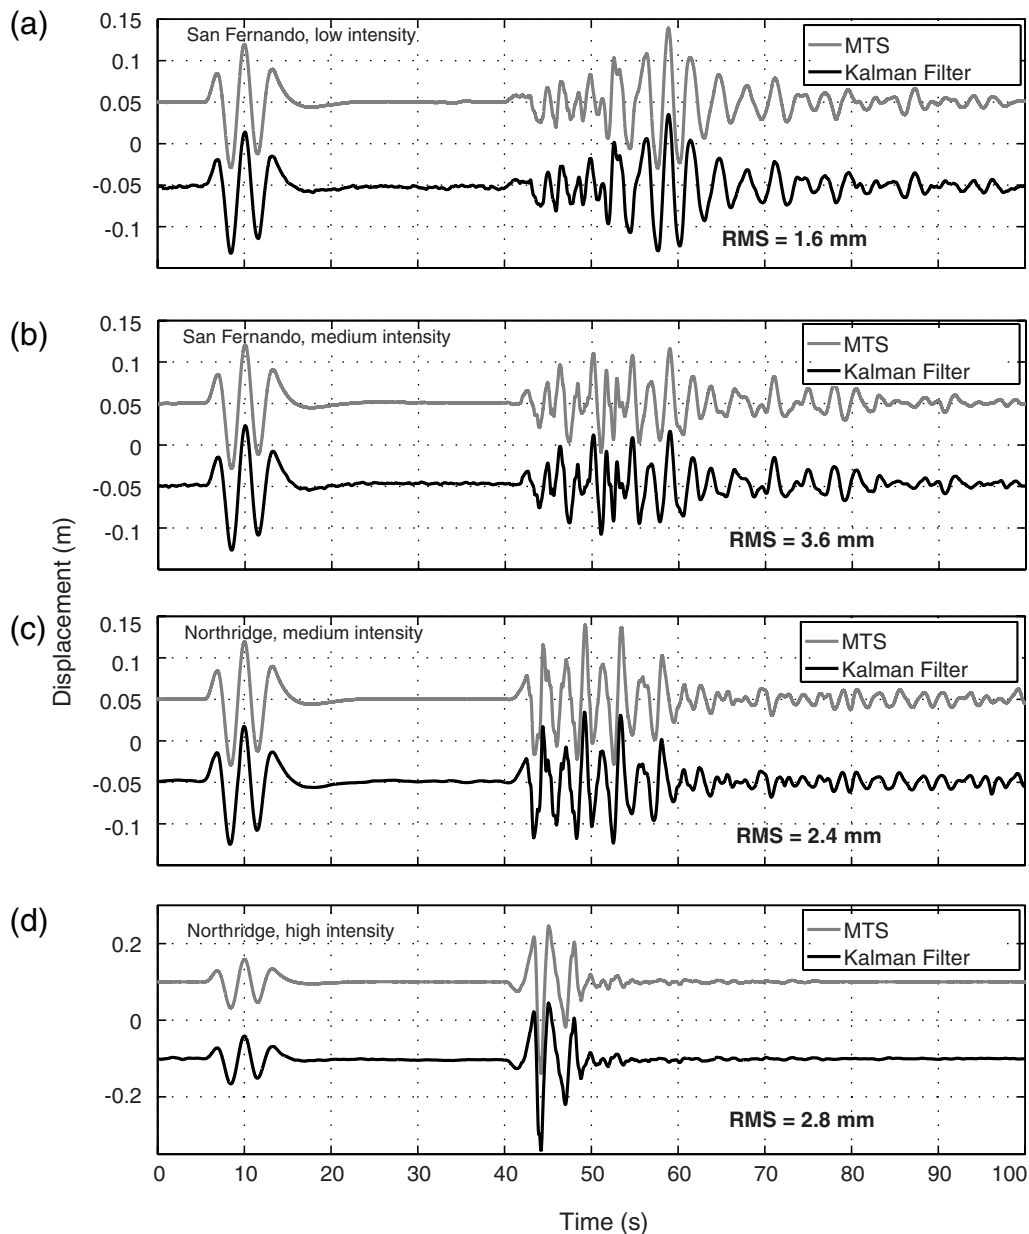 (a)
San Fernando, low intensity
MTS
Kalman Filter
0.15
0.1
0.05
0
-0.05
-0.1
RMS = 1.6 mm
(b)
San Fernando, medium intensity
MTS
Kalman Filter
0.15
0.1
0.05
0
-0.05
-0.1
RMS = 3.6 mm
Displacement (m)
(c)
Northridge, medium intensity
MTS
Kalman Filter
0.15
0.1
0.05
0
-0.05
-0.1
RMS = 2.4 mm
(d)
Northridge, high intensity
MTS
Kalman Filter
0.2
0
-0.2
RMS = 2.8 mm
0 10 20 30 40 50 60 70 80 90 100
Time (s)